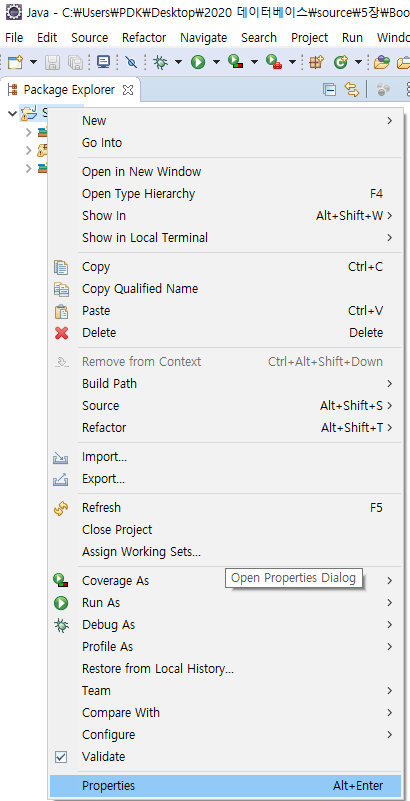 Java - C:₩Users₩PDK₩Desktop₩2020 데이터베이스₩source₩5장₩Boo
File Edit Source Refactor Navigate Search Project Run Windo
Package Explorer
S
New
Go Into
Open in New Window
Open Type Hierarchy F4
Show In Alt+Shift+W
Show in Local Terminal
Copy Ctrl+C
Copy Qualified Name
Paste Ctrl+V
Delete Delete
Remove from Context Ctrl+Alt+Shift+Down
Build Path
Source Alt+Shift+S
Refactor Alt+Shift+T
Import...
Export...
Refresh F5
Close Project
Assign Working Sets...
Coverage As
Open Properties Dialog
Run As
Debug As
Profile As
Restore from Local History...
Team
Compare With
Configure
Validate
Properties Alt+Enter